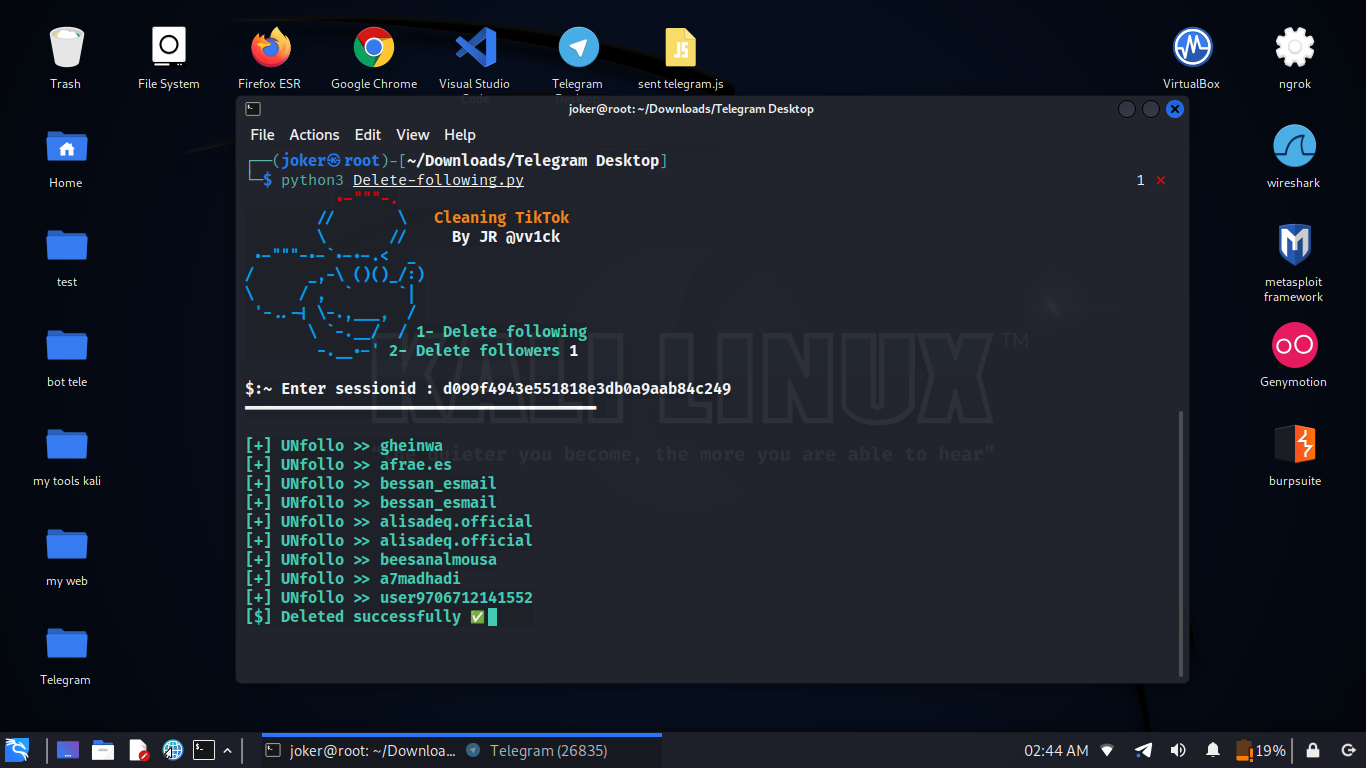 Trash
File System
Firefox ESR
Google Chrome
Visual Studio
Code
Telegram
sent telegram.js
VirtualBox
ngrok
Home
test
bot tele
my tools kali
my web
Telegram
wireshark
metasploit
framework
Genymotion
burpsuite
joker@root: ~/Downloads/Telegram Desktop
File Actions Edit View Help
(joker㉿root)-[~/Downloads/Telegram Desktop]
$ python3 Delete-following.py 1 ✗
Cleaning TikTok
By JR @vv1ck
1- Delete following
2- Delete followers 1
$:~ Enter sessionid : d099f4943e551818e3db0a9aab84c249
[+] UNfollo >> gheinwa
[+] UNfollo >> afrae.es
[+] UNfollo >> bessan_esmail
[+] UNfollo >> bessan_esmail
[+] UNfollo >> alisadeq.official
[+] UNfollo >> alisadeq.official
[+] UNfollo >> beesanalmousa
[+] UNfollo >> a7madhadi
[+] UNfollo >> user9706712141552
[$] Deleted successfully ✅
KALI LINUX™
quieter you become, the more you are able to hear”
joker@root: ~/Downloa...
Telegram (26835)
02:44 AM
19%